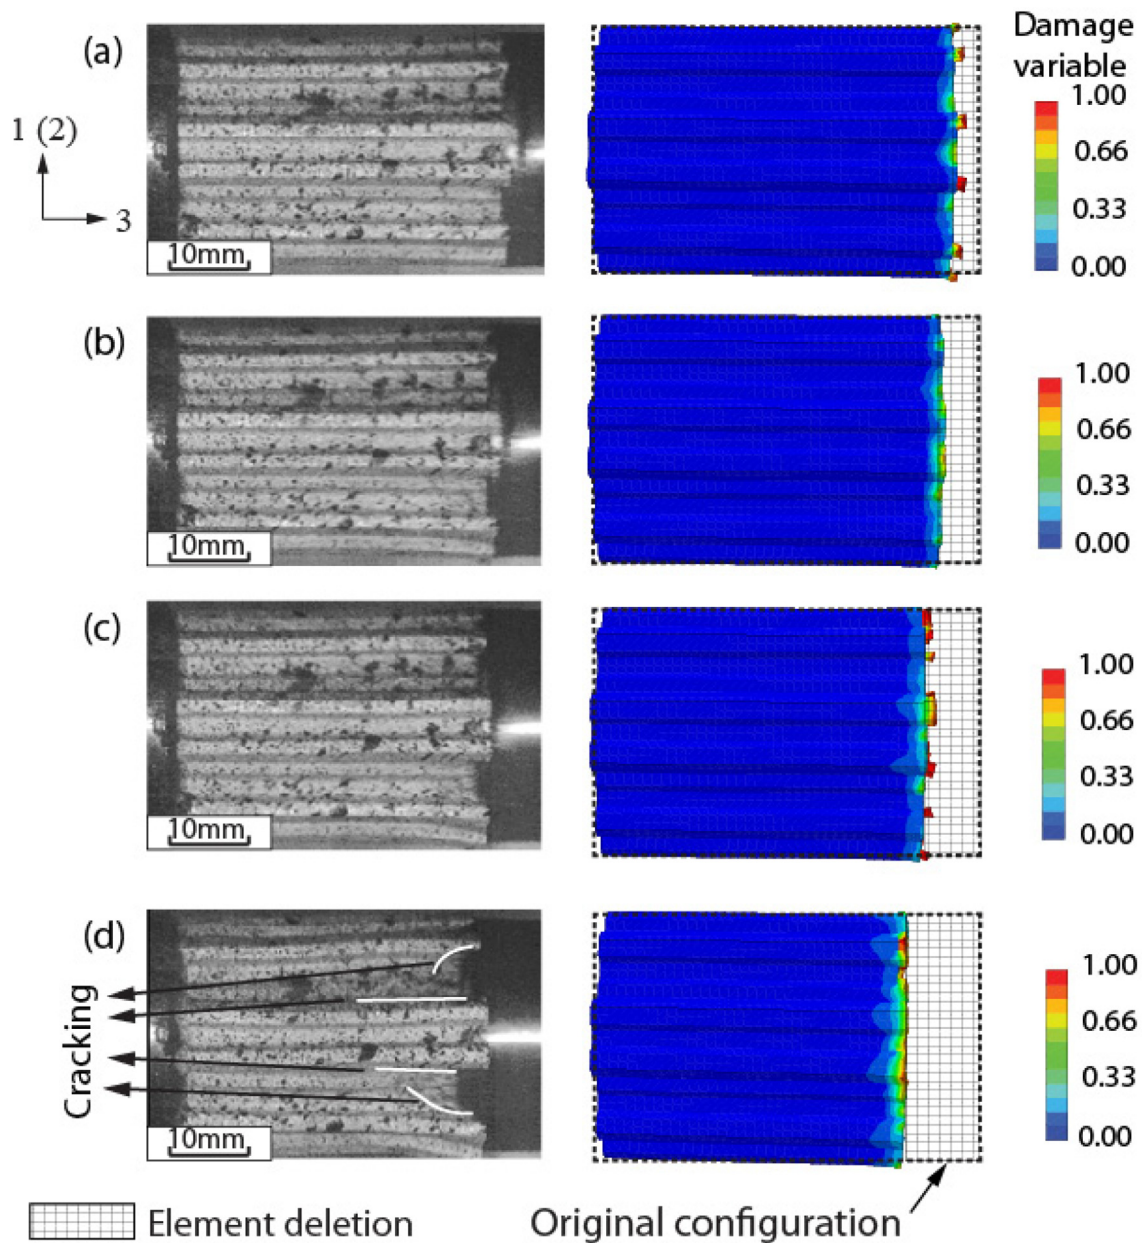 (a)
1 (2)
3
10mm
Damage
variable
1.00
0.66
0.33
0.00
(b)
10mm
1.00
0.66
0.33
0.00
(c)
10mm
1.00
0.66
0.33
0.00
(d)
Cracking
10mm
1.00
0.66
0.33
0.00
Element deletion
Original configuration